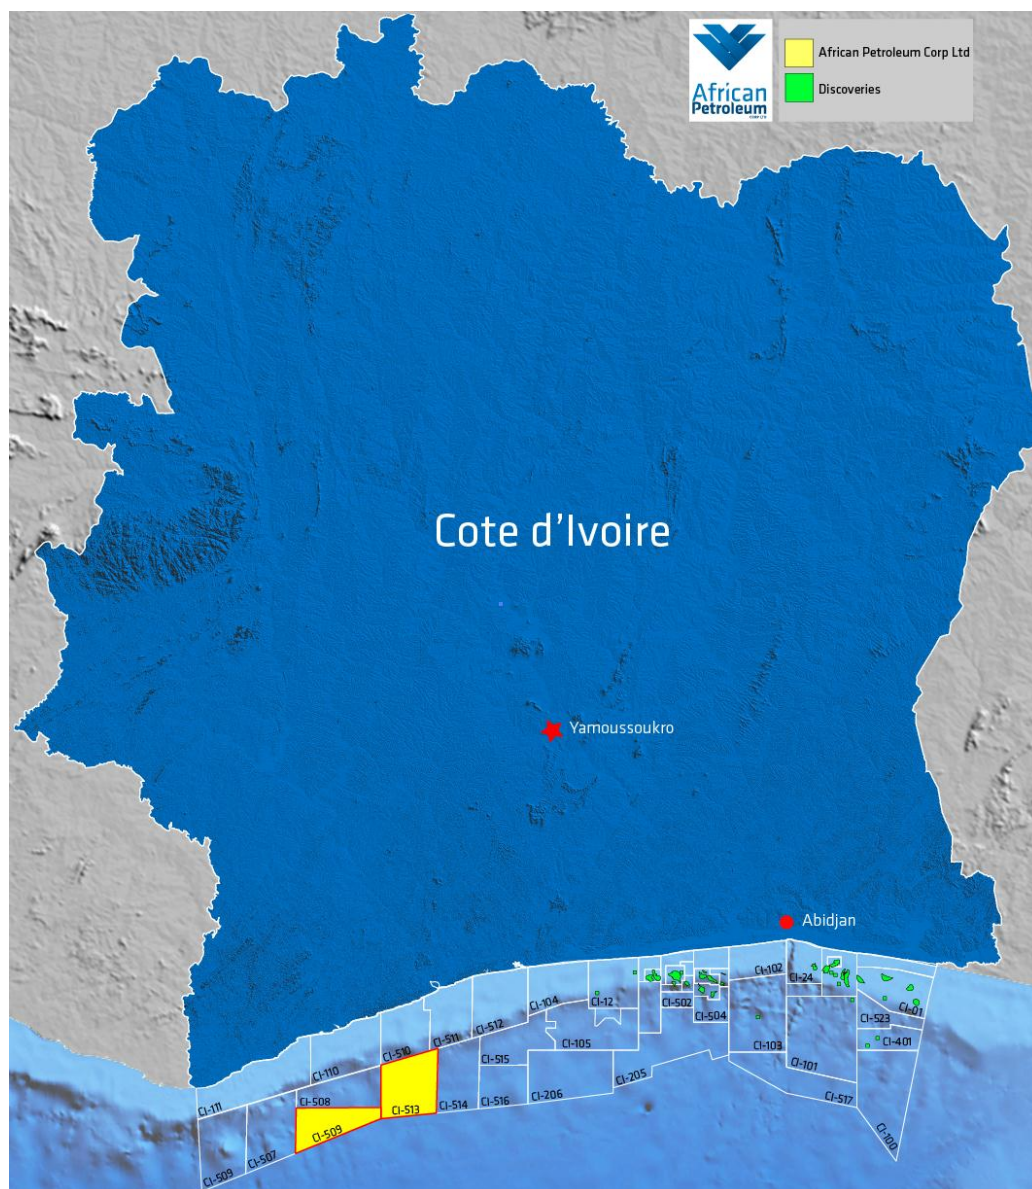 African
Petroleum
CORP LTD
African Petroleum Corp Ltd
Discoveries
Cote d'Ivoire
Yamoussoukro
Abidjan
CI-102
CI-24
CI-01
CI-523
CI-401
CI-12
CI-502
CI-504
CI-104
CI-512
CI-511
CI-510
CI-110
CI-111
CI-105
CI-103
CI-101
CI-515
CI-205
CI-206
CI-516
CI-514
CI-513
CI-508
CI-509
CI-507
CI-509
CI-517
CI-100